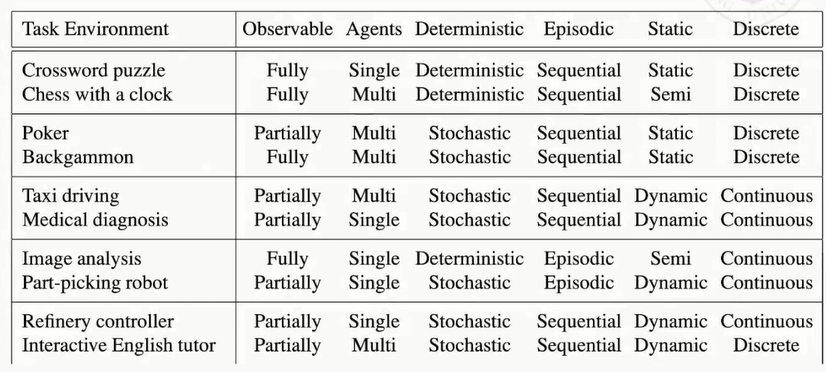 Task Environment Observable Agents Deterministic Episodic Static Discrete
Crossword puzzle Fully Single Deterministic Sequential Static Discrete
Chess with a clock Fully Multi Deterministic Sequential Semi Discrete
Poker Partially Multi Stochastic Sequential Static Discrete
Backgammon Fully Multi Stochastic Sequential Static Discrete
Taxi driving Partially Multi Stochastic Sequential Dynamic Continuous
Medical diagnosis Partially Single Stochastic Sequential Dynamic Continuous
Image analysis Fully Single Deterministic Episodic Semi Continuous
Part-picking robot Partially Single Stochastic Episodic Dynamic Continuous
Refinery controller Partially Single Stochastic Sequential Dynamic Continuous
Interactive English tutor Partially Multi Stochastic Sequential Dynamic Discrete